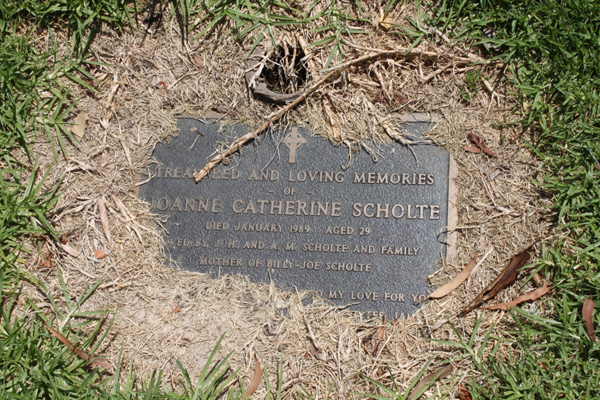 AND LOVING MEMORIES
OF
JOANNE CATHERINE SCHOLTE
DIED JANUARY 1989 AGED 29
BY J. H. AND A. M. SCHOLTE AND FAMILY
MOTHER OF BILLY-JOE SCHOLTE
MY LOVE FOR